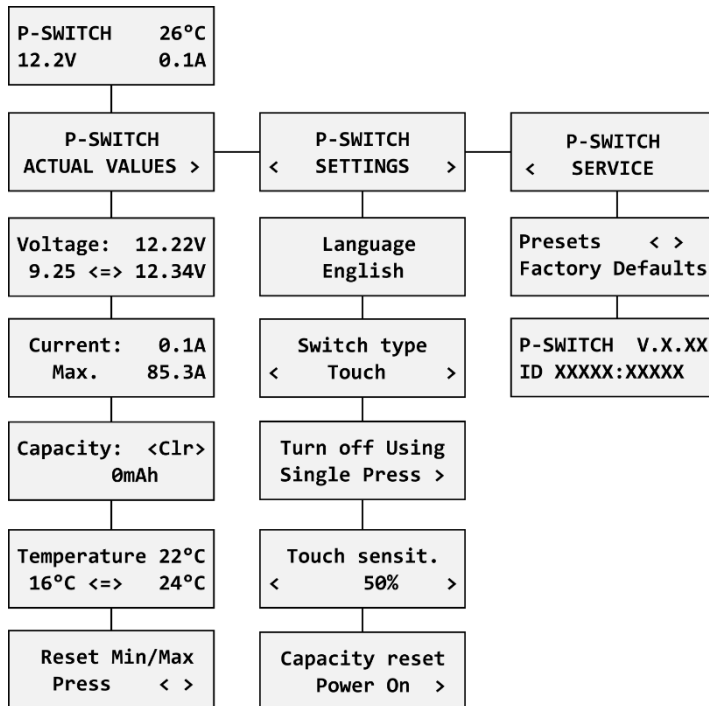 P-SWITCH 26°C
12.2V 0.1A
P-SWITCH
ACTUAL VALUES >
Voltage: 12.22V
9.25 <=> 12.34V
Current: 0.1A
Max. 85.3A
Capacity: <Clr>
0mAh
Temperature 22°C
16°C <=> 24°C
Reset Min/Max
Press < >
P-SWITCH
< SETTINGS >
Language
English
Switch type
< Touch >
Turn off Using
Single Press >
Touch sensit.
< 50% >
Capacity reset
Power On >
P-SWITCH
< SERVICE
Presets < >
Factory Defaults
P-SWITCH V.X.XX
ID XXXXX:XXXXX